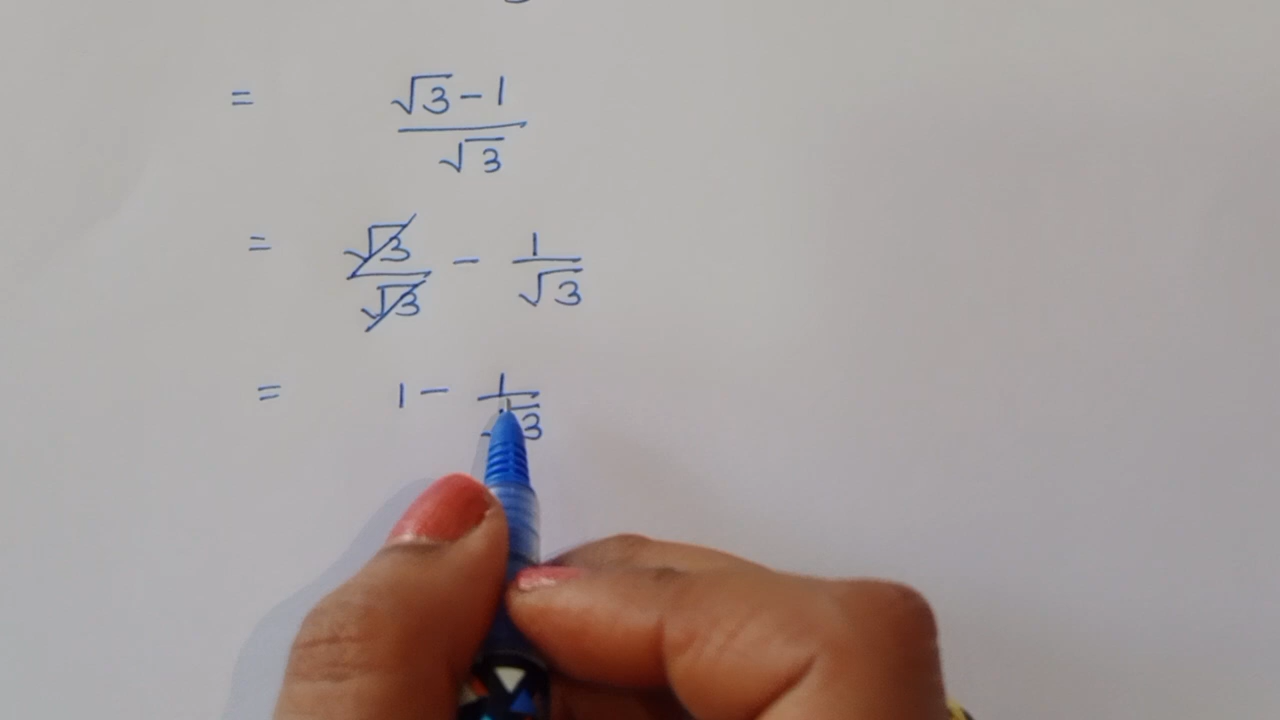 = (√3 - 1)/√3
= √3/√3 - 1/√3
= 1 - 1/√3